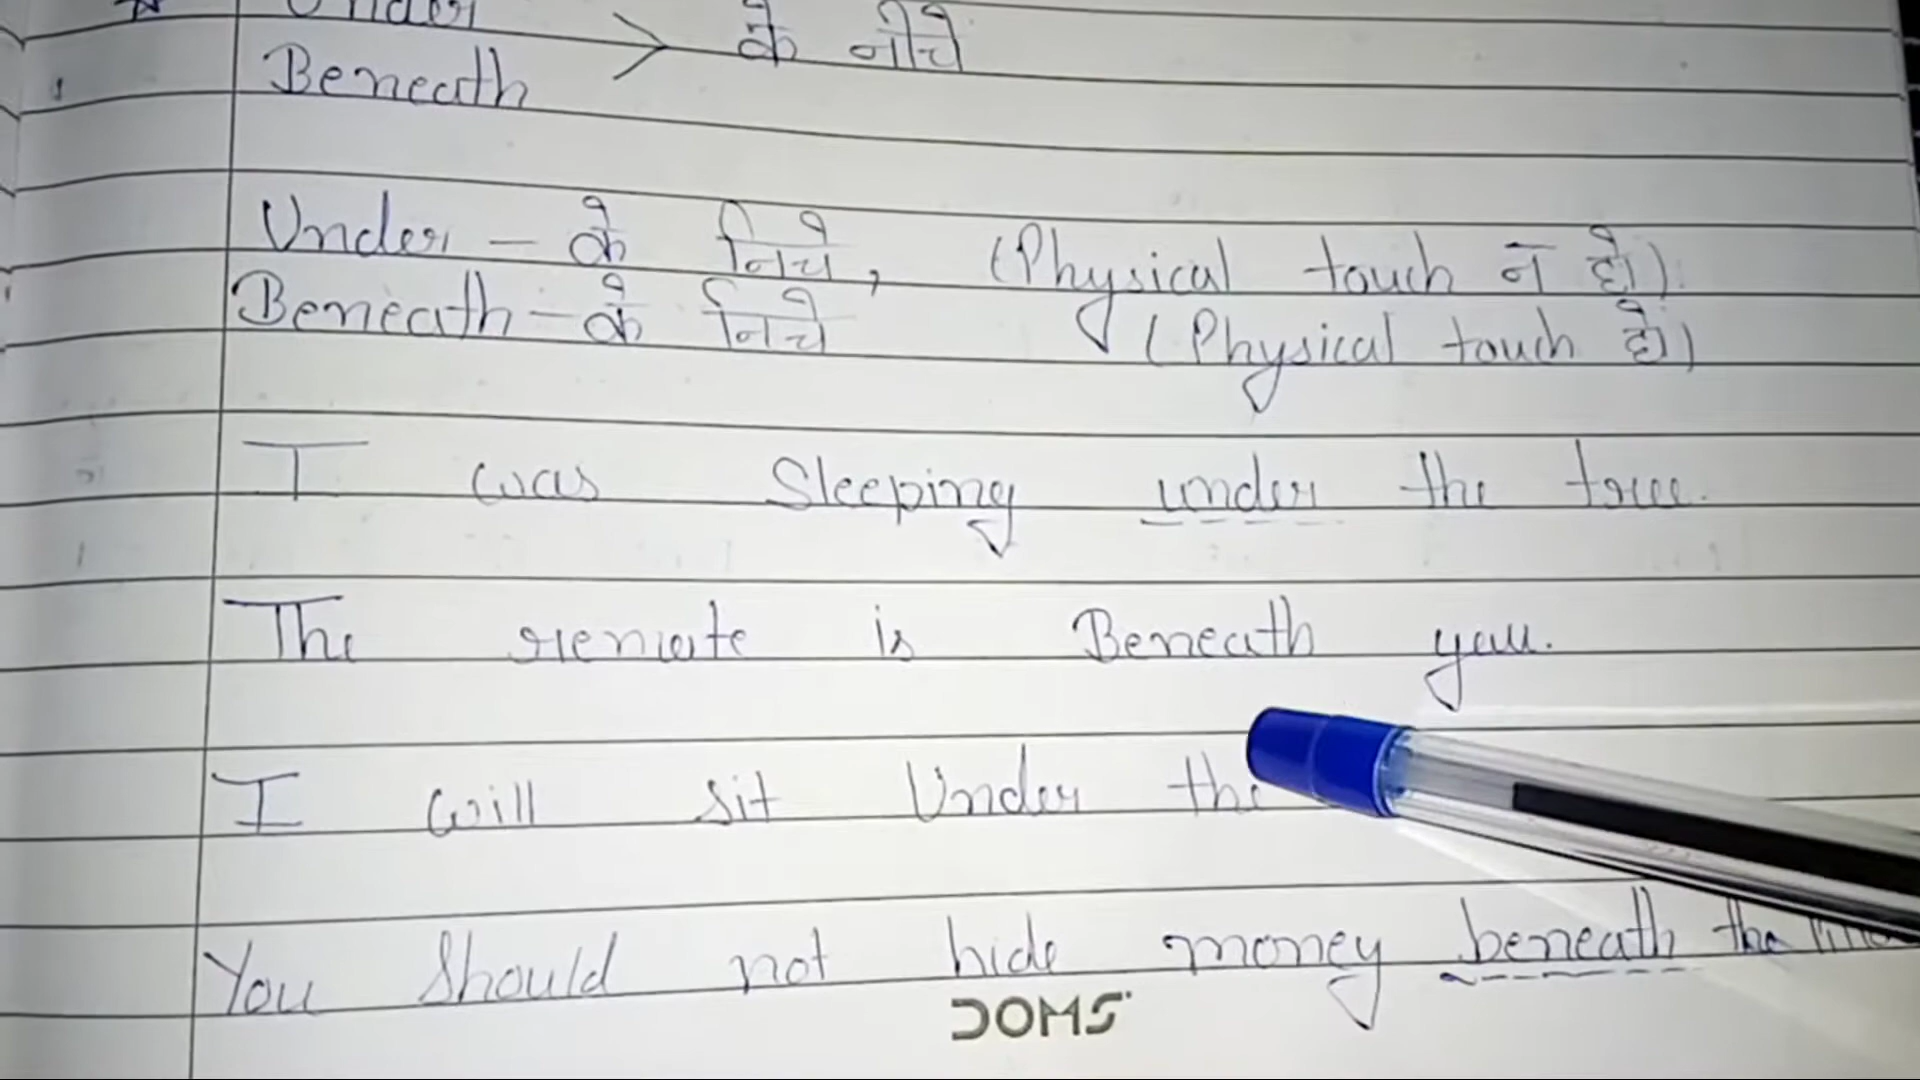 Under
Beneath > के नीचे
Under - के निचे, (Physical touch न हो)
Beneath - के निचे (Physical touch हो)
I was Sleeping under the tree.
The remote is Beneath you.
I will sit Under the
You Should not hide money beneath the
DOMS